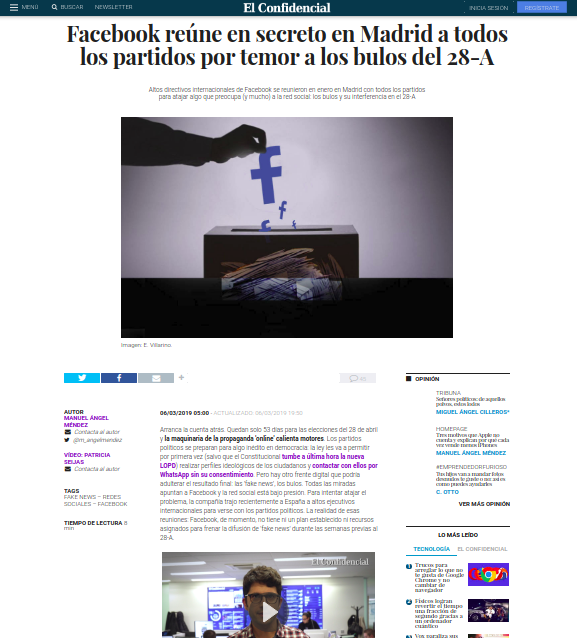 MENÚ
BUSCAR
NEWSLETTER
El Confidencial
INICIA SESIÓN
REGÍSTRATE
Facebook reúne en secreto en Madrid a todos
los partidos por temor a los bulos del 28-A
Altos directivos internacionales de Facebook se reunieron en enero en Madrid con todos los partidos
para atajar algo que preocupa (y mucho) a la red social: los bulos y su interferencia en el 28-A
Imagen: E. Villarino.
AUTOR
MANUEL ÁNGEL
MÉNDEZ
Contacta al autor
@m_angelmendez
VÍDEO: PATRICIA
SEIJAS
Contacta al autor
TAGS
FAKE NEWS – REDES
SOCIALES – FACEBOOK
TIEMPO DE LECTURA 8
min
06/03/2019 05:00 - ACTUALIZADO: 06/03/2019 19:50
Arranca la cuenta atrás. Quedan solo 53 días para las elecciones del 28 de abril
y la maquinaria de la propaganda 'online' calienta motores. Los partidos
políticos se preparan para algo inédito en democracia: la ley les va a permitir
por primera vez (salvo que el Constitucional tumbe a última hora la nueva
LOPD) realizar perfiles ideológicos de los ciudadanos y contactar con ellos por
WhatsApp sin su consentimiento. Pero hay otro frente digital que podría
adulterar el resultado final: las 'fake news', los bulos. Todas las miradas
apuntan a Facebook y la red social está bajo presión. Para intentar atajar el
problema, la compañía trajo recientemente a España a altos ejecutivos
internacionales para verse con los partidos políticos. La realidad de esas
reuniones: Facebook, de momento, no tiene ni un plan establecido ni recursos
asignados para frenar la difusión de 'fake news' durante las semanas previas al
28-A.
El Confidencial
OPINIÓN
TRIBUNA
Señores políticos: de aquellos
polvos, estos lodos
MIGUEL ÁNGEL CILLEROS*
HOMEPAGE
Tres motivos que Apple no
cuenta y explican por qué cada
vez vende menos iPhones
MANUEL ÁNGEL MÉNDEZ
#EMPRENDEDORFURIOSO
Tus hijos van a mandar fotos
desnudos te guste o no: así es
como puedes ayudarles
C. OTTO
VER MÁS OPINIÓN
LO MÁS LEÍDO
TECNOLOGÍA
EL CONFIDENCIAL
1
Trucos para
arreglar lo que no
te gusta de Google
Chrome y no
cambiar de
navegador
2
Físicos logran
revertir el tiempo
una fracción de
segundo gracias a
un ordenador
cuántico
3
Vox paraliza sus